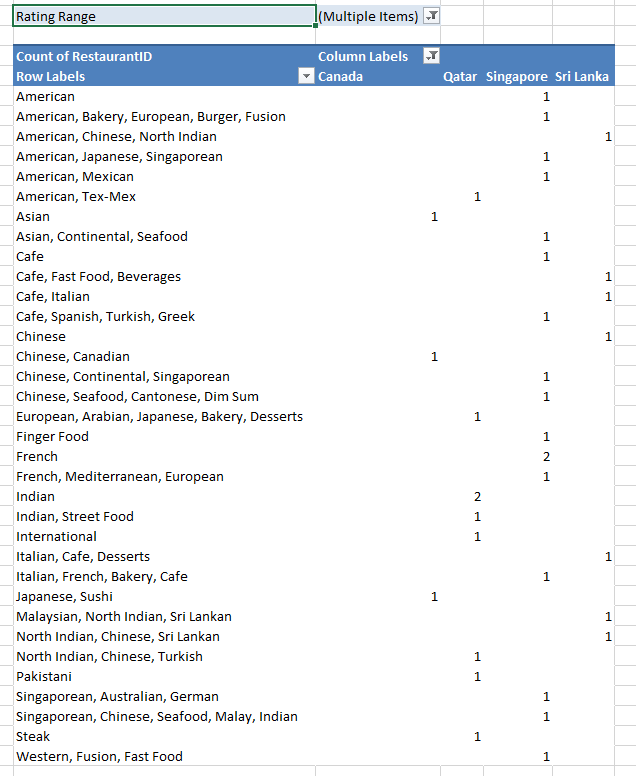 Rating Range (Multiple Items)
Count of RestaurantID Column Labels
Row Labels Canada Qatar Singapore Sri Lanka
American 1
American, Bakery, European, Burger, Fusion 1
American, Chinese, North Indian 1
American, Japanese, Singaporean 1
American, Mexican 1
American, Tex-Mex 1
Asian 1
Asian, Continental, Seafood 1
Cafe 1
Cafe, Fast Food, Beverages 1
Cafe, Italian 1
Cafe, Spanish, Turkish, Greek 1
Chinese 1
Chinese, Canadian 1
Chinese, Continental, Singaporean 1
Chinese, Seafood, Cantonese, Dim Sum 1
European, Arabian, Japanese, Bakery, Desserts 1
Finger Food 1
French 2
French, Mediterranean, European 1
Indian 2
Indian, Street Food 1
International 1
Italian, Cafe, Desserts 1
Italian, French, Bakery, Cafe 1
Japanese, Sushi 1
Malaysian, North Indian, Sri Lankan 1
North Indian, Chinese, Sri Lankan 1
North Indian, Chinese, Turkish 1
Pakistani 1
Singaporean, Australian, German 1
Singaporean, Chinese, Seafood, Malay, Indian 1
Steak 1
Western, Fusion, Fast Food 1